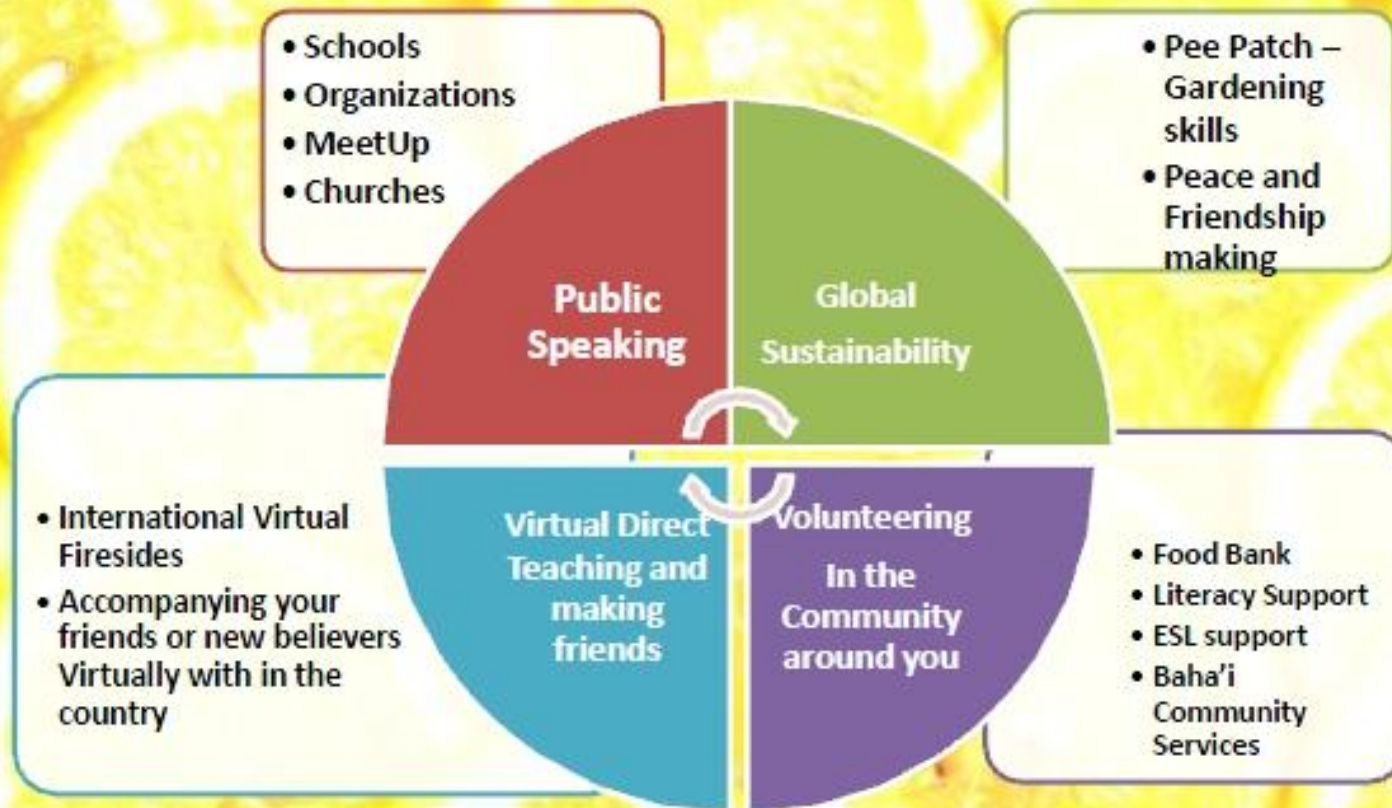 • Schools
• Organizations
• MeetUp
• Churches
• Pee Patch –
Gardening
skills
• Peace and
Friendship
making
Public
Speaking
Global
Sustainability
• International Virtual
Firesides
• Accompanying your
friends or new believers
Virtually with in the
country
Virtual Direct
Teaching and
making
friends
Volunteering
In the
Community
around you
• Food Bank
• Literacy Support
• ESL support
• Baha’i
Community
Services